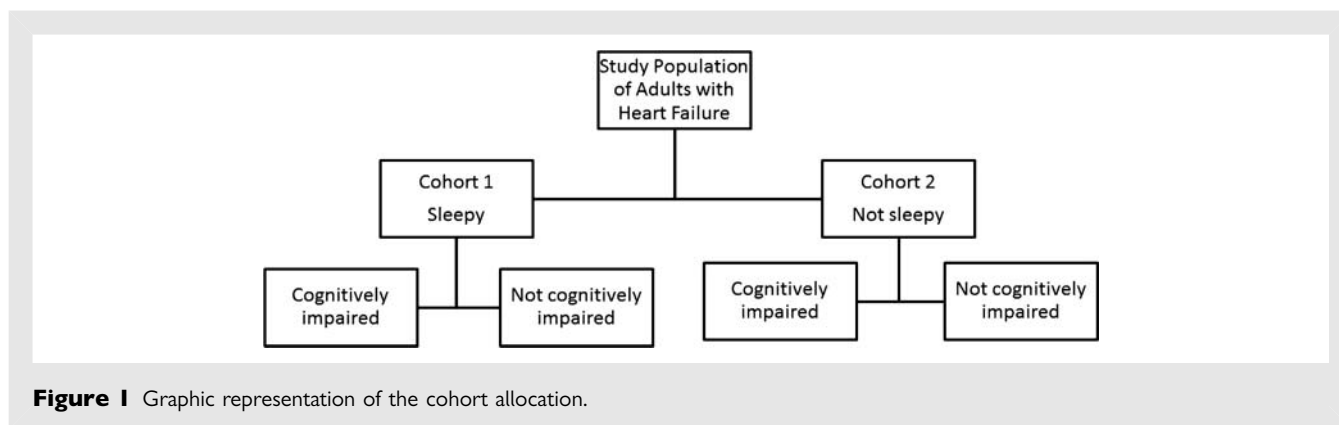 Study Population
of Adults with
Heart Failure
Cohort 1
Sleepy
Cohort 2
Not sleepy
Cognitively
impaired
Not cognitively
impaired
Cognitively
impaired
Not cognitively
impaired
Figure 1 Graphic representation of the cohort allocation.